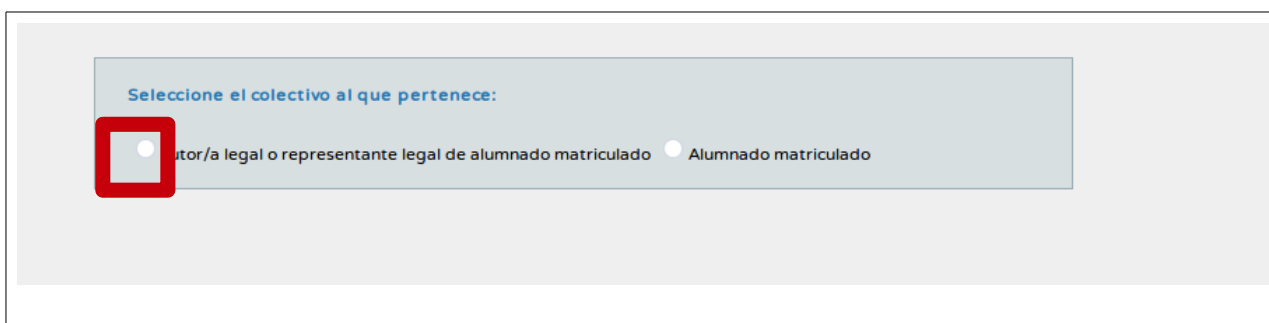 Seleccione el colectivo al que pertenece:
utor/a legal o representante legal de alumnado matriculado Alumnado matriculado